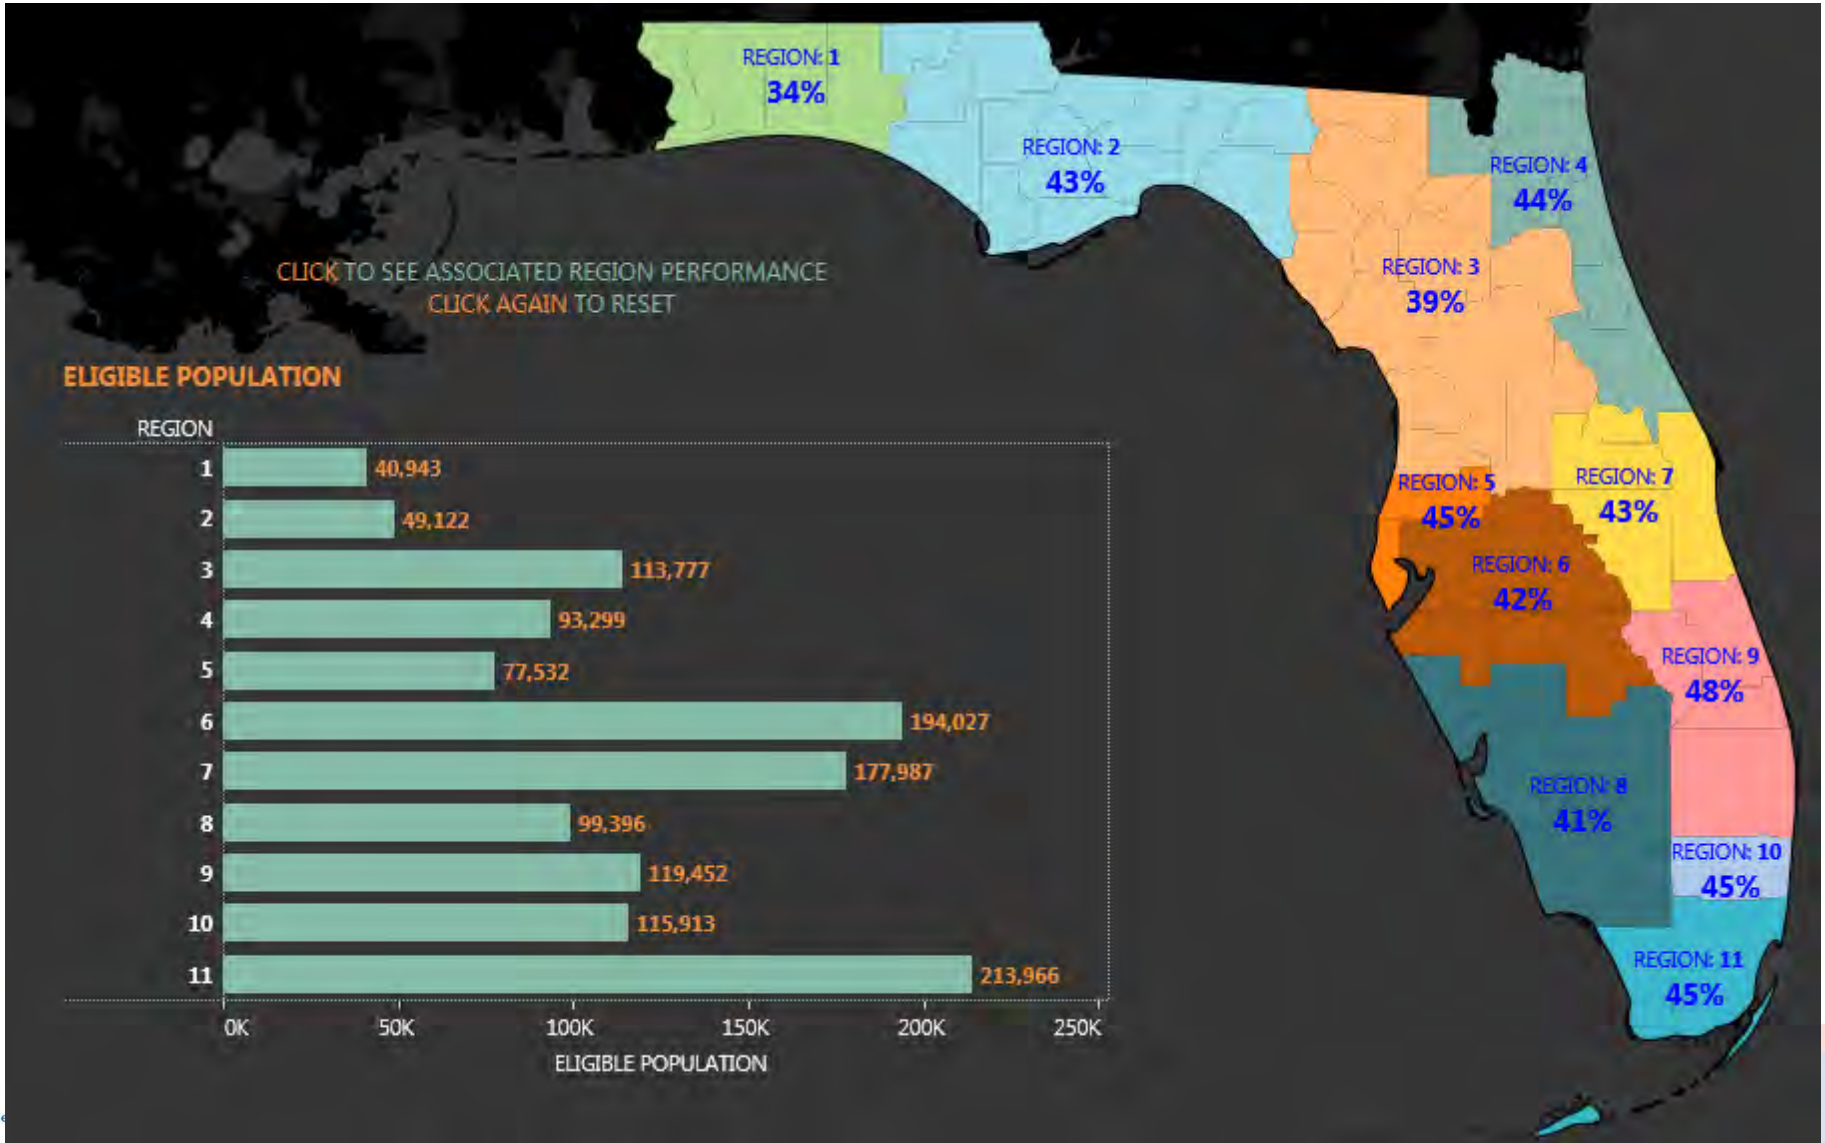 REGION: 1
34%
REGION: 2
43%
REGION: 4
44%
REGION: 3
39%
CLICK TO SEE ASSOCIATED REGION PERFORMANCE
CLICK AGAIN TO RESET
ELIGIBLE POPULATION
REGION
1 40,943
2 49,122
3 113,777
4 93,299
5 77,532
6 194,027
7 177,987
8 99,396
9 119,452
10 115,913
11 213,966
0K 50K 100K 150K 200K 250K
ELIGIBLE POPULATION
REGION: 5
45%
REGION: 7
43%
REGION: 6
42%
REGION: 9
48%
REGION: 8
41%
REGION: 10
45%
REGION: 11
45%